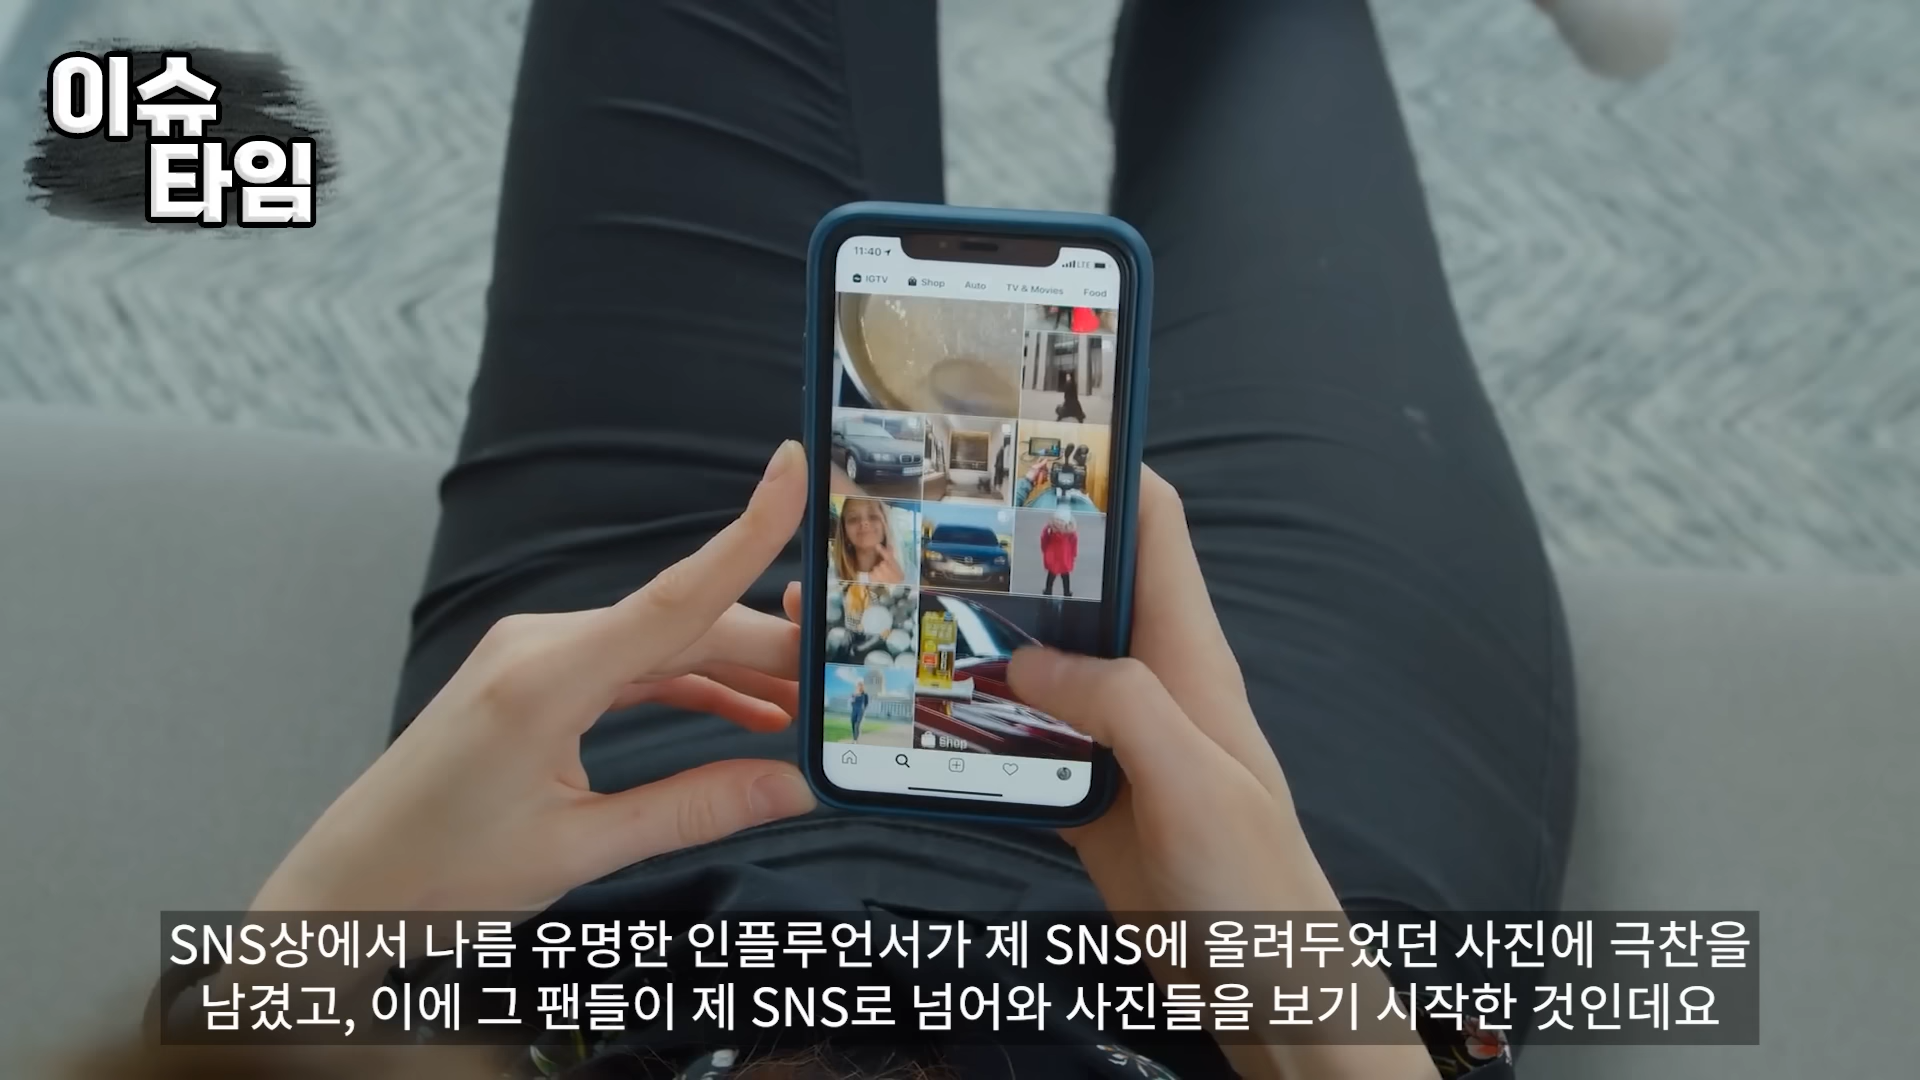 이슈
타임
11:40
LTE
IGTV
Shop
Auto
TV & Movies
Food
Shop
SNS상에서 나름 유명한 인플루언서가 제 SNS에 올려두었던 사진에 극찬을
남겼고, 이에 그 팬들이 제 SNS로 넘어와 사진들을 보기 시작한 것인데요